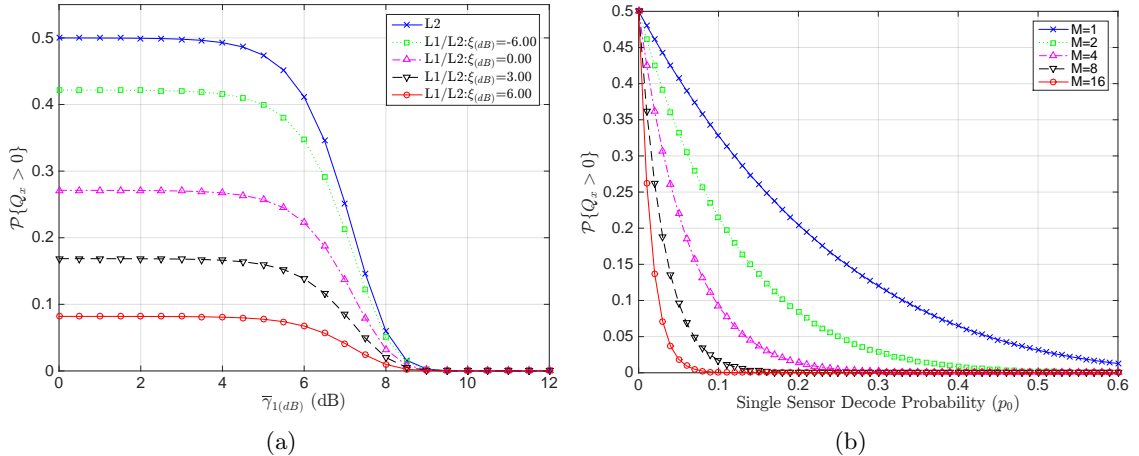 0.5
0.4
0.3
0.2
0.1
0
𝒫{Q_x > 0}
L2
L1/L2:ξ_(dB)=-6.00
L1/L2:ξ_(dB)=0.00
L1/L2:ξ_(dB)=3.00
L1/L2:ξ_(dB)=6.00
0 2 4 6 8 10 12
γ̅_1(dB) (dB)
(a)
0.5
0.45
0.4
0.35
0.3
0.25
0.2
0.15
0.1
0.05
0
𝒫{Q_x > 0}
M=1
M=2
M=4
M=8
M=16
0 0.1 0.2 0.3 0.4 0.5 0.6
Single Sensor Decode Probability (p_0)
(b)